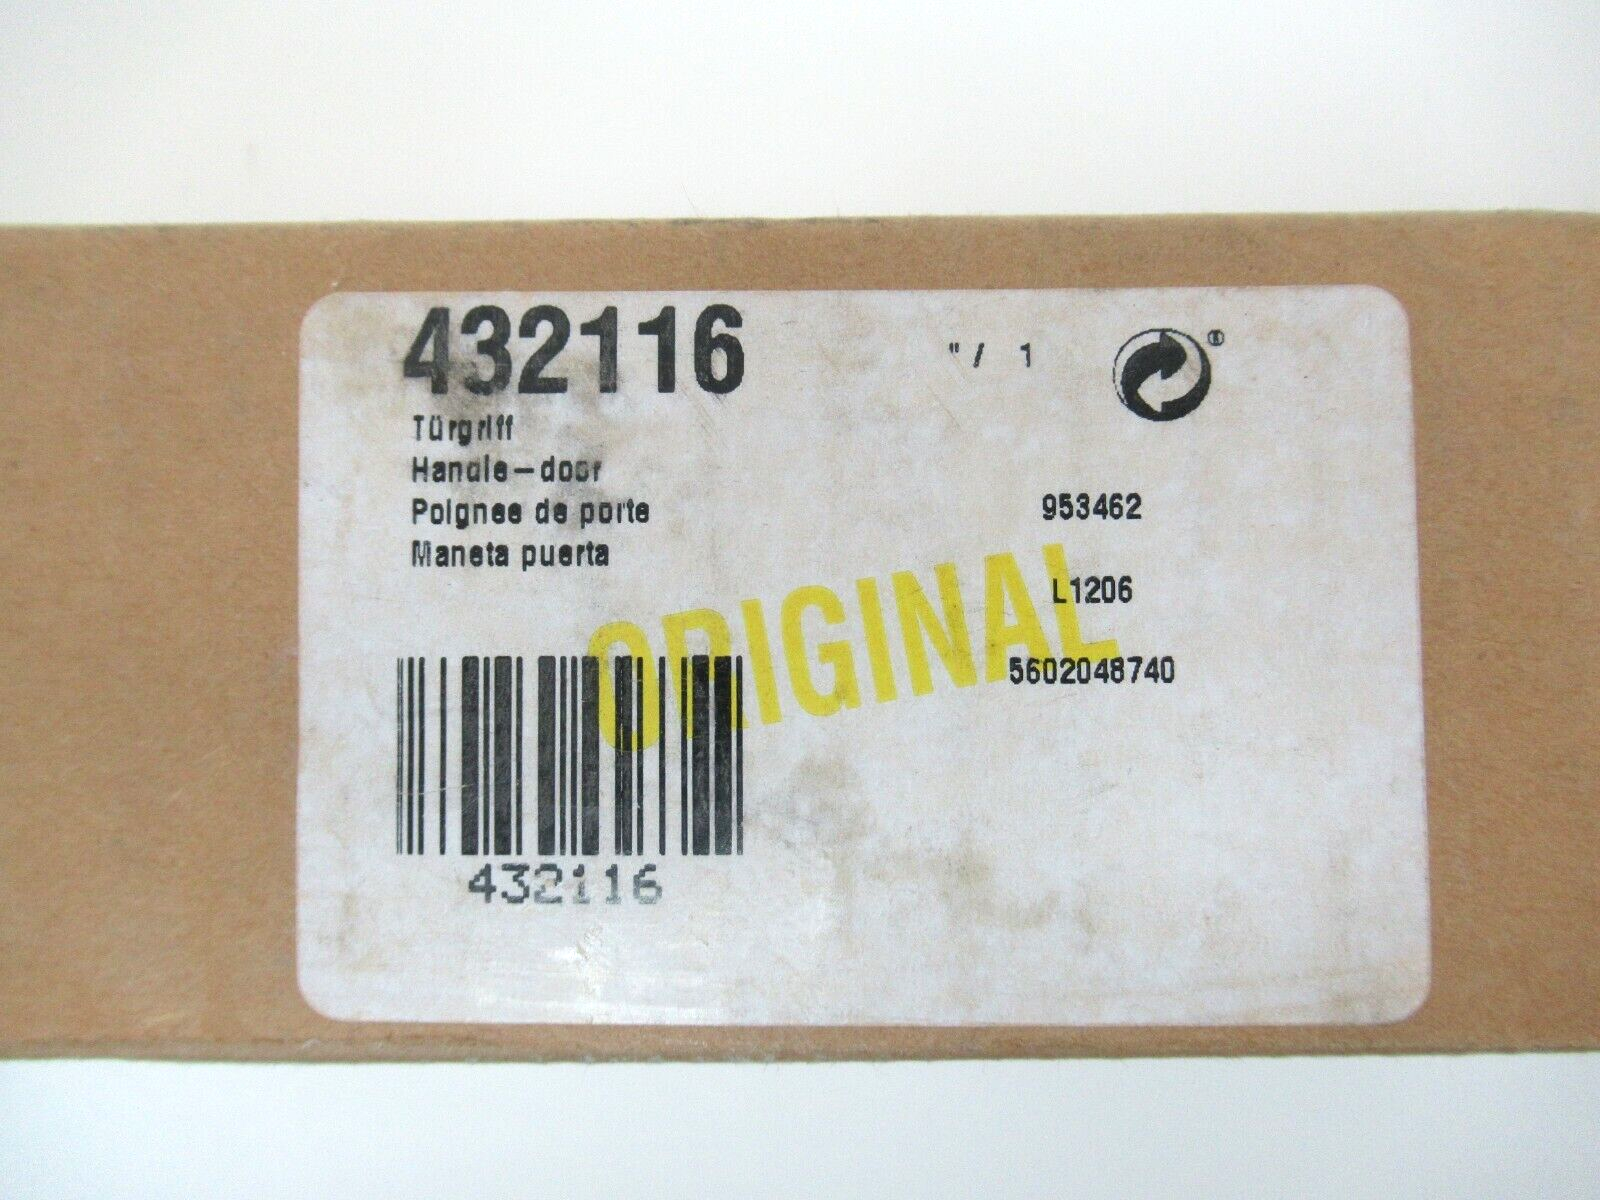 432116
" / 1
®
Türgriff
Handle-door
Poignee de porte
Maneta puerta
953462
L1206
ORIGINAL
5602048740
432116